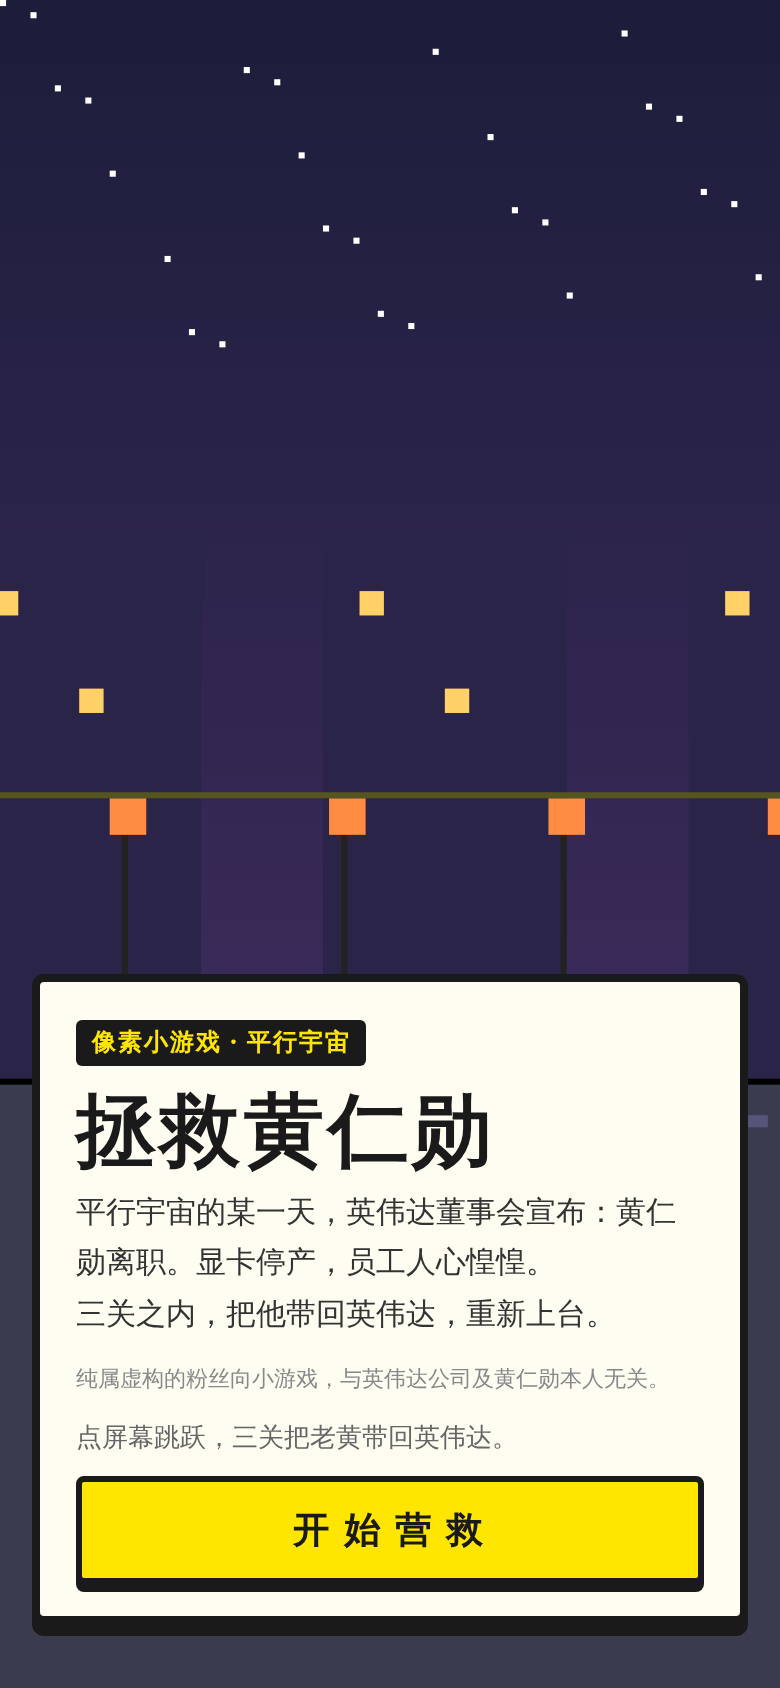 像素小游戏 · 平行宇宙
拯救黄仁勋
平行宇宙的某一天，英伟达董事会宣布：黄仁
勋离职。显卡停产，员工人心惶惶。
三关之内，把他带回英伟达，重新上台。
纯属虚构的粉丝向小游戏，与英伟达公司及黄仁勋本人无关。
点屏幕跳跃，三关把老黄带回英伟达。
开始营救